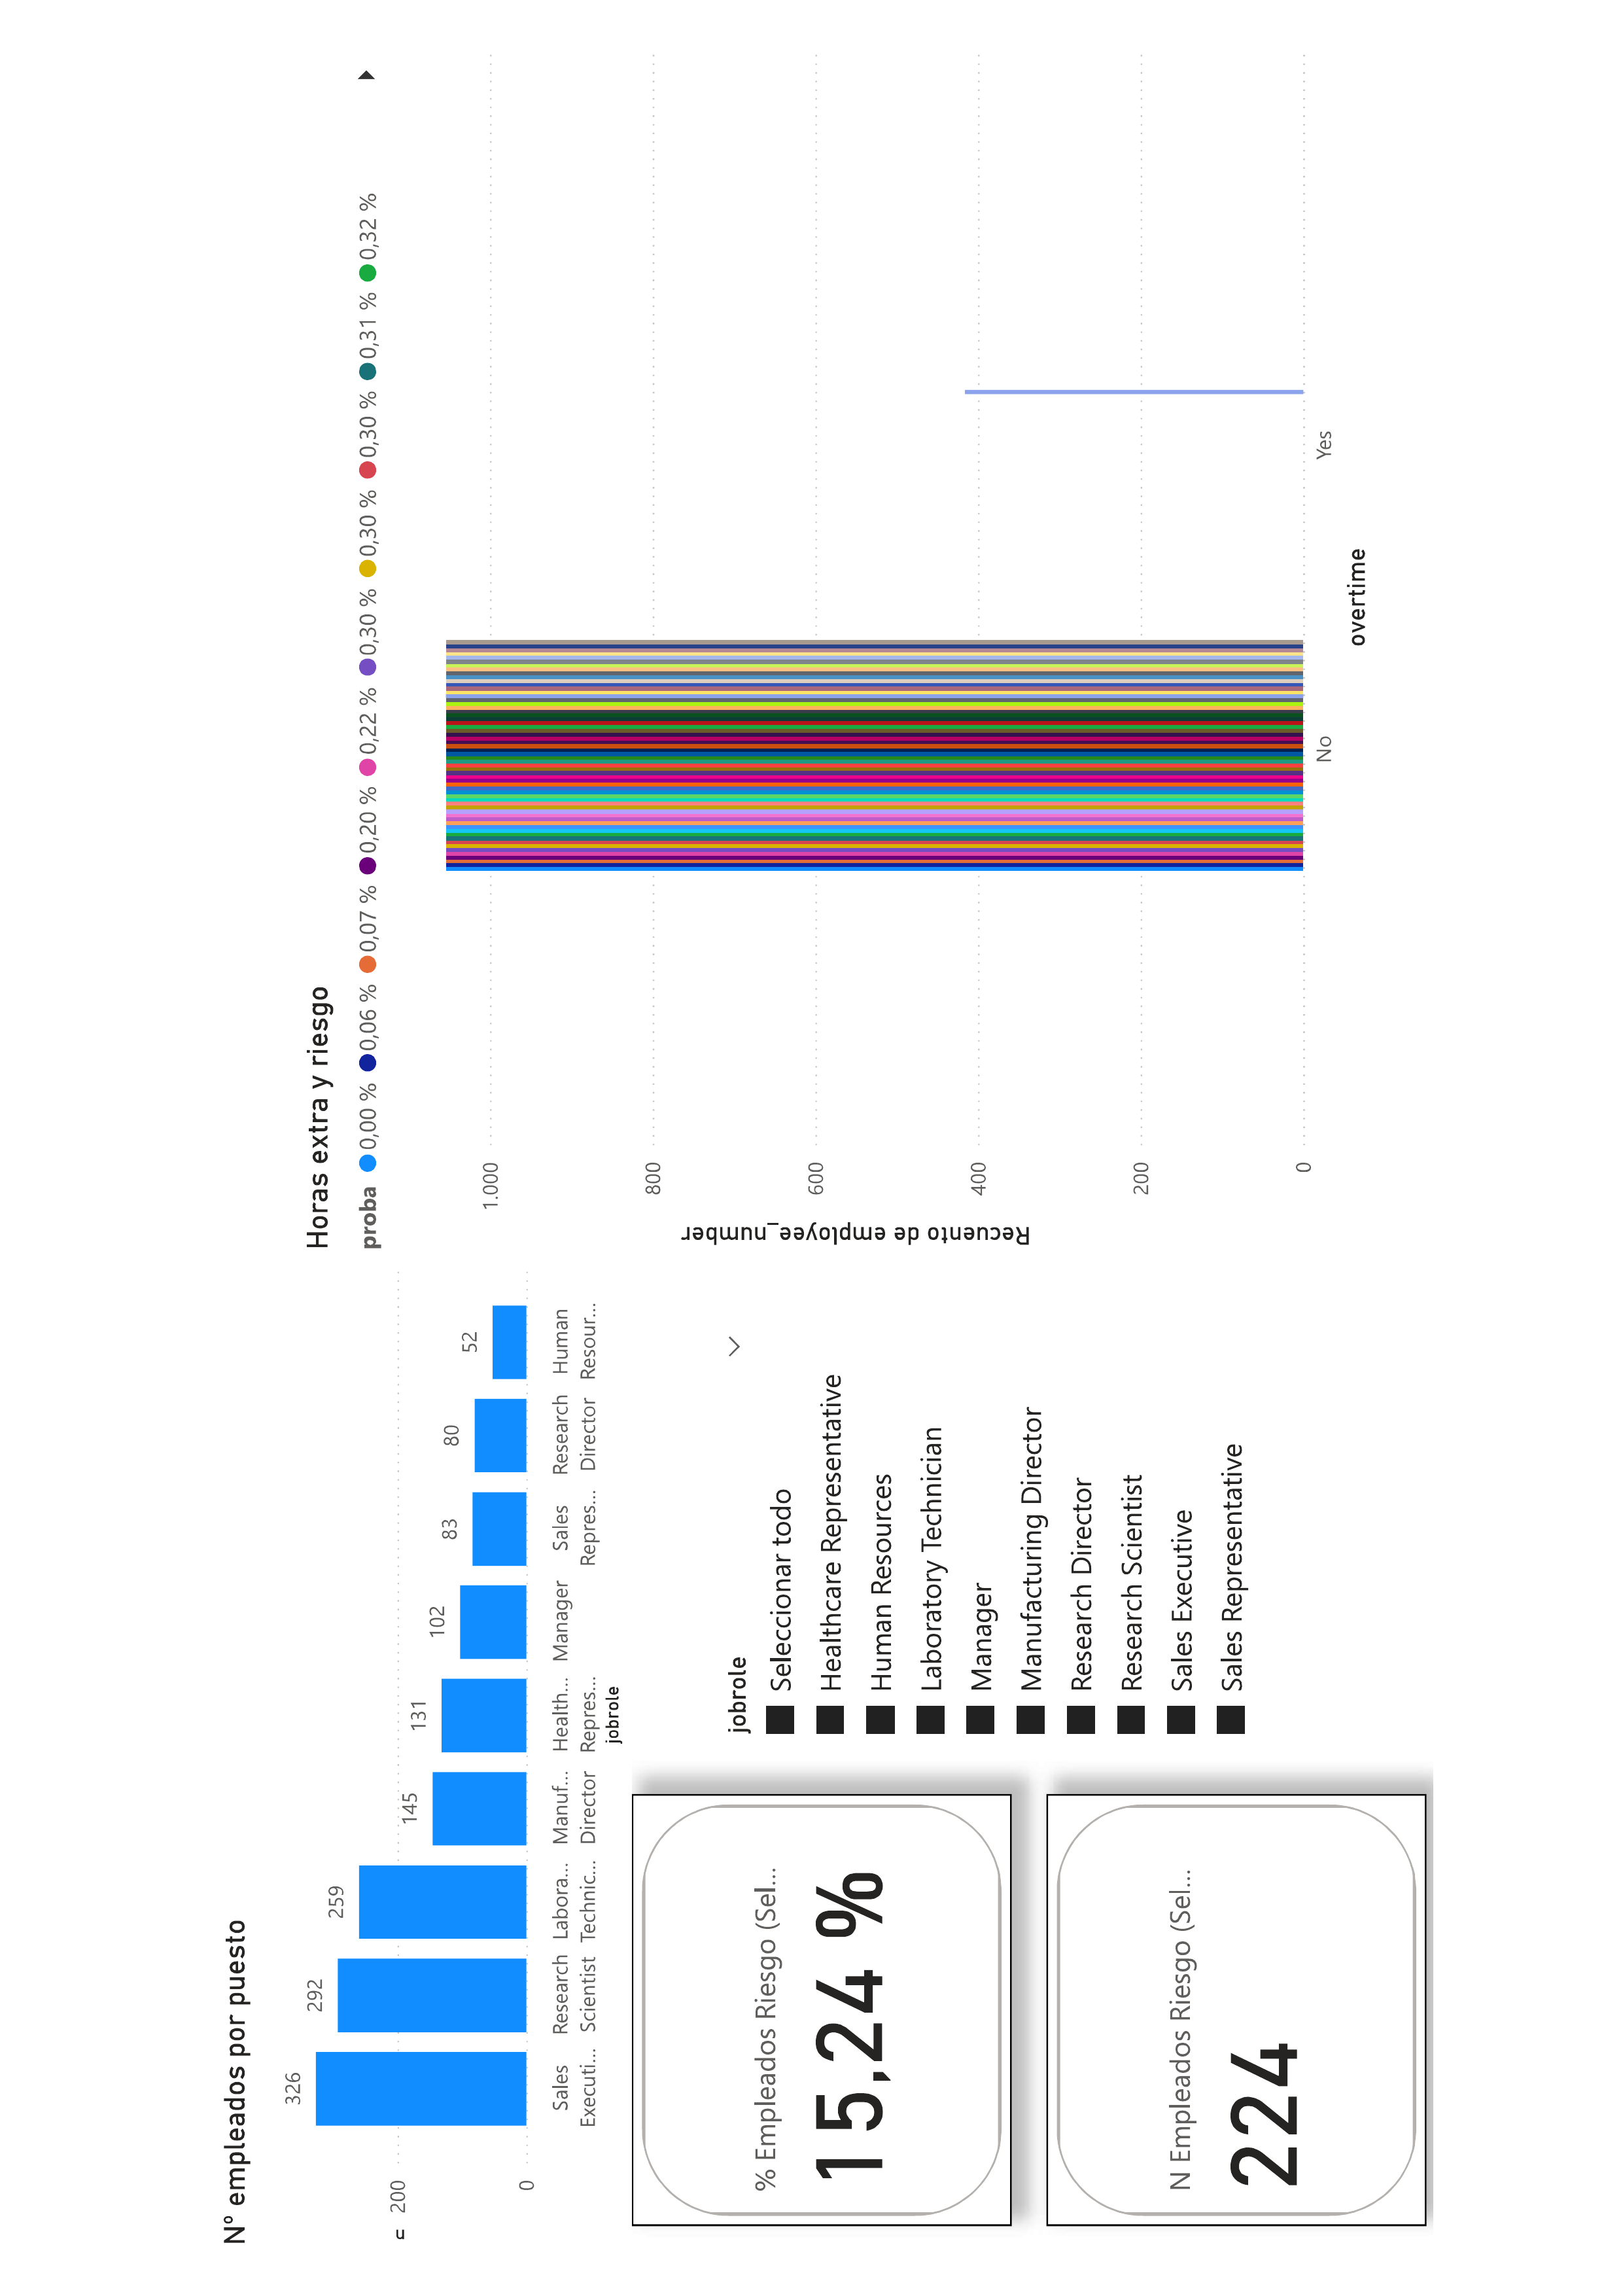 Nº empleados por puesto
n
200
0
326
292
259
145
131
102
83
80
52
Sales Executi...
Research Scientist
Labora... Technic...
Manuf... Director
Health... Repres...
Manager
Sales Repres...
Research Director
Human Resour...
jobrole
% Empleados Riesgo (Sel...
15,24 %
N Empleados Riesgo (Sel...
224
jobrole
Seleccionar todo
Healthcare Representative
Human Resources
Laboratory Technician
Manager
Manufacturing Director
Research Director
Research Scientist
Sales Executive
Sales Representative
Horas extra y riesgo
proba 0,00 % 0,06 % 0,07 % 0,20 % 0,22 % 0,30 % 0,30 % 0,30 % 0,31 % 0,32 %
Recuento de employee_number
1.000
800
600
400
200
0
No
Yes
overtime